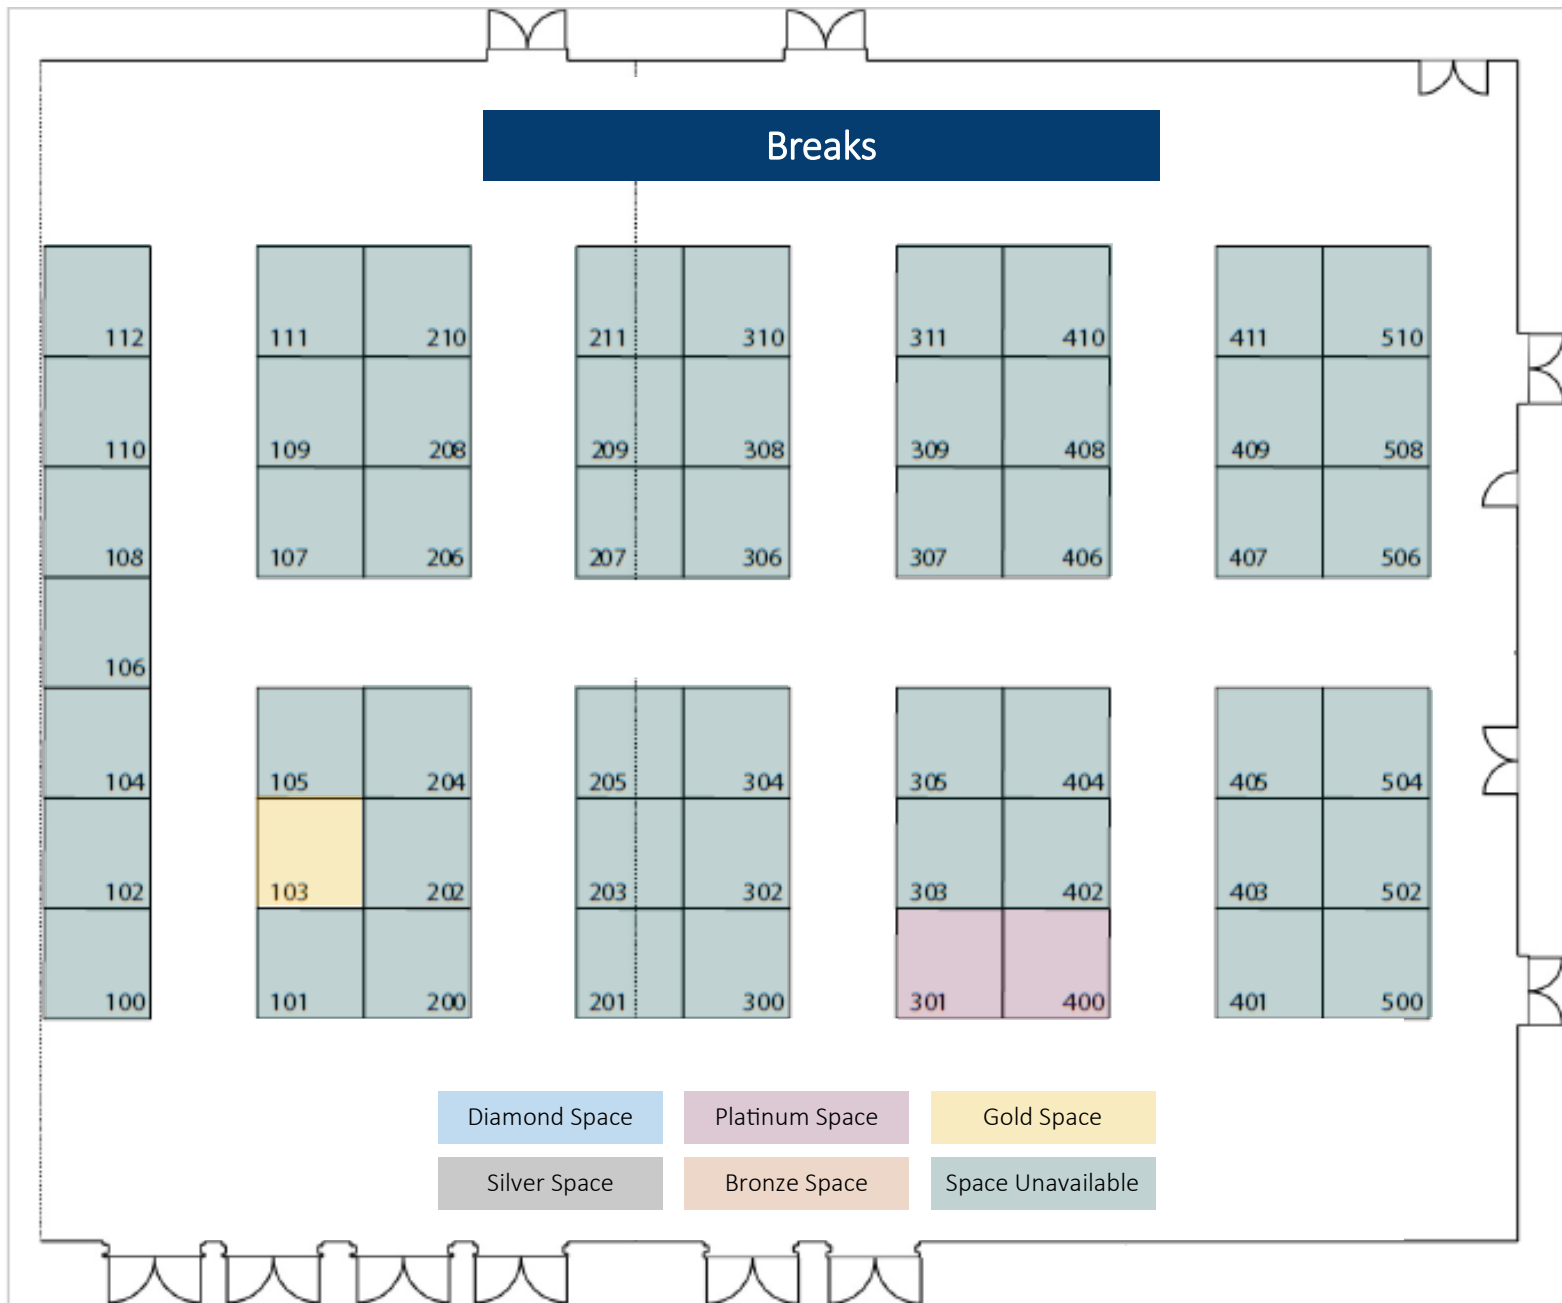 Breaks
112 111 210 211 310 311 410 411 510
110 109 208 209 308 309 408 409 508
108 107 206 207 306 307 406 407 506
106
104 105 204 205 304 305 404 405 504
102 103 202 203 302 303 402 403 502
100 101 200 201 300 301 400 401 500
Diamond Space Platinum Space Gold Space
Silver Space Bronze Space Space Unavailable